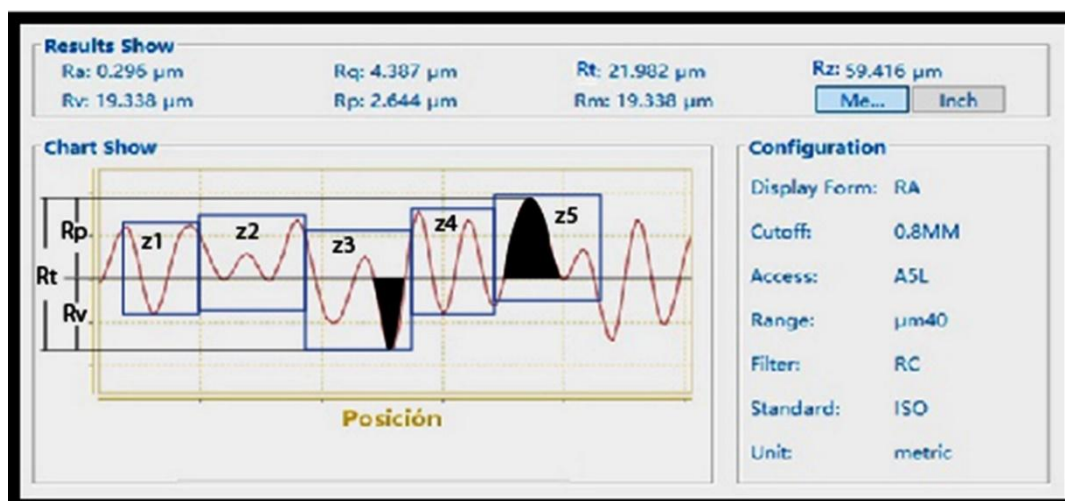 Results Show
Ra: 0.296 µm Rq: 4.387 µm Rt: 21.982 µm Rz: 59.416 µm
Rv: 19.338 µm Rp: 2.644 µm Rm: 19.338 µm Me... Inch
Chart Show
z1 z2 z3 z4 z5
Rp
Rt
Rv
Posición
Configuration
Display Form: RA
Cutoff: 0.8MM
Access: A5L
Range: µm40
Filter: RC
Standard: ISO
Unit: metric